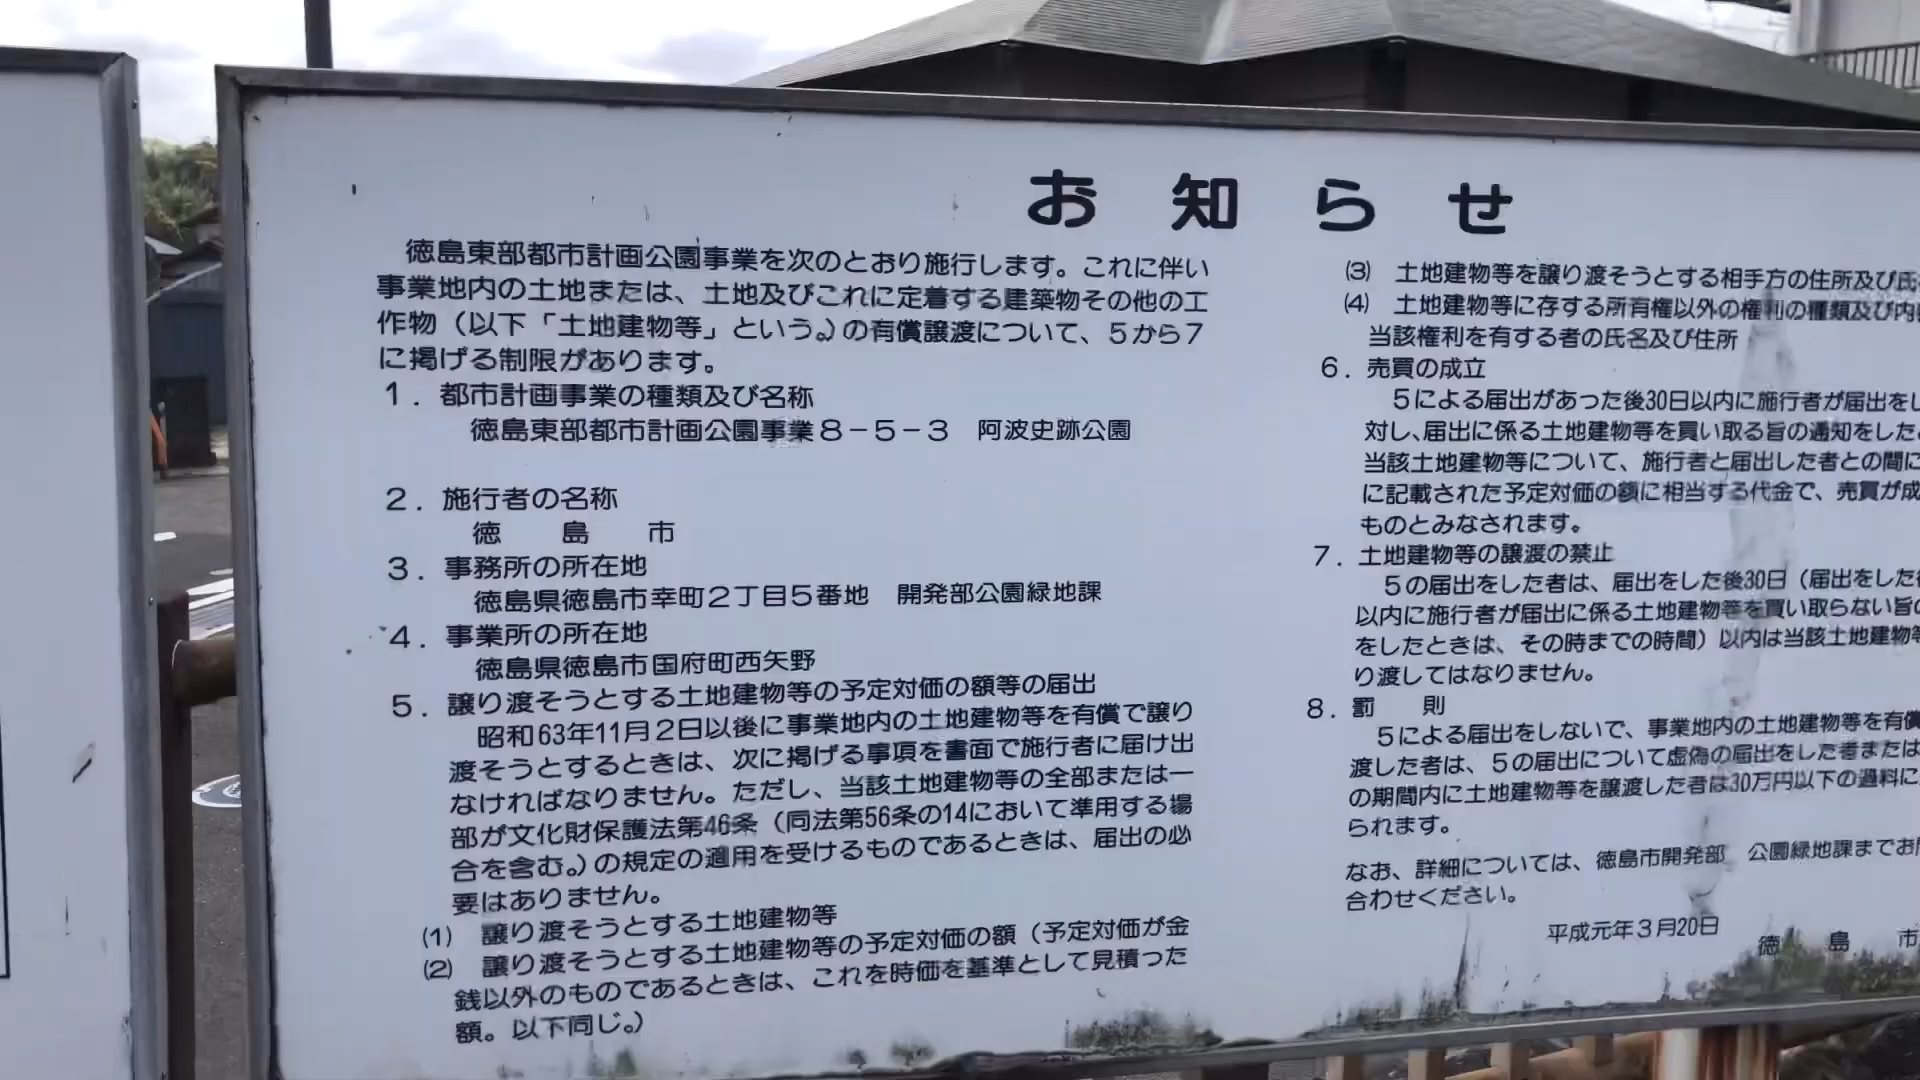 お知らせ
徳島東部都市計画公園事業を次のとおり施行します。これに伴い
事業地内の土地または、土地及びこれに定着する建築物その他の工
作物（以下「土地建物等」という。）の有償譲渡について、５から７
に掲げる制限があります。
１．都市計画事業の種類及び名称
徳島東部都市計画公園事業８－５－３　阿波史跡公園
２．施行者の名称
徳　島　市
３．事務所の所在地
徳島県徳島市幸町２丁目５番地　開発部公園緑地課
４．事業所の所在地
徳島県徳島市国府町西矢野
５．譲り渡そうとする土地建物等の予定対価の額等の届出
昭和63年11月２日以後に事業地内の土地建物等を有償で譲り
渡そうとするときは、次に掲げる事項を書面で施行者に届け出
なければなりません。ただし、当該土地建物等の全部または一
部が文化財保護法第46条（同法第56条の14において準用する場
合を含む。）の規定の適用を受けるものであるときは、届出の必
要はありません。
⑴　譲り渡そうとする土地建物等
⑵　譲り渡そうとする土地建物等の予定対価の額（予定対価が金
銭以外のものであるときは、これを時価を基準として見積った
額。以下同じ。）
⑶　土地建物等を譲り渡そうとする相手方の住所及び氏
⑷　土地建物等に存する所有権以外の権利の種類及び内
当該権利を有する者の氏名及び住所
６．売買の成立
５による届出があった後30日以内に施行者が届出をし
対し、届出に係る土地建物等を買い取る旨の通知をした
当該土地建物等について、施行者と届出した者との間に
に記載された予定対価の額に相当する代金で、売買が成
ものとみなされます。
７．土地建物等の譲渡の禁止
５の届出をした者は、届出をした後30日（届出をした
以内に施行者が届出に係る土地建物等を買い取らない旨の
をしたときは、その時までの時間）以内は当該土地建物等
り渡してはなりません。
８．罰　則
５による届出をしないで、事業地内の土地建物等を有償
渡した者は、５の届出について虚偽の届出をした者または
の期間内に土地建物等を譲渡した者は30万円以下の過料に
られます。
なお、詳細については、徳島市開発部　公園緑地課までお
合わせください。
平成元年３月20日
徳　島　市